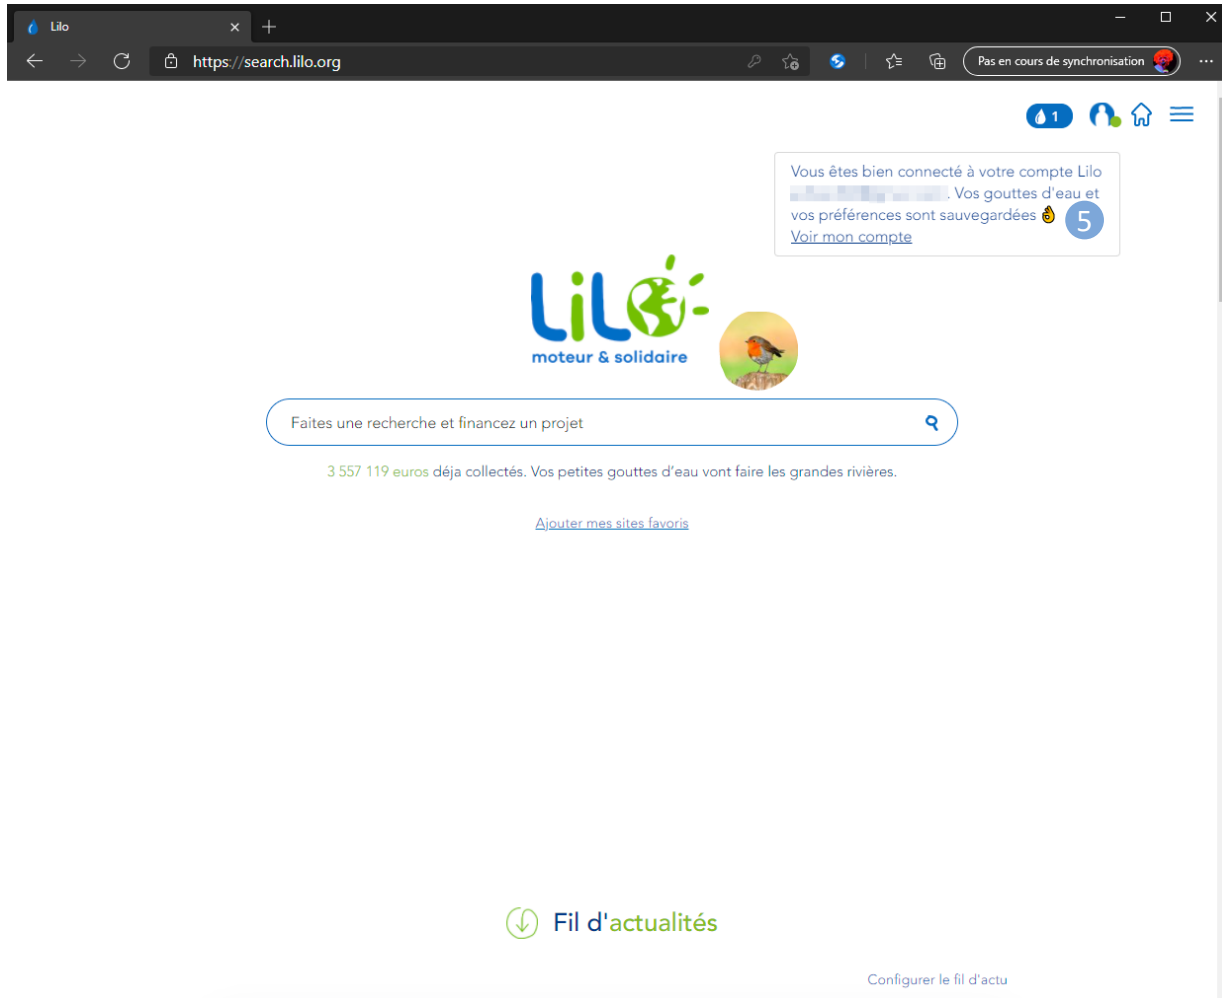 Lilo
https://search.lilo.org
Pas en cours de synchronisation
1
Vous êtes bien connecté à votre compte Lilo
. Vos gouttes d'eau et
vos préférences sont sauvegardées 👌
5
Voir mon compte
LiLO
moteur & solidaire
Faites une recherche et financez un projet
3 557 119 euros déja collectés. Vos petites gouttes d'eau vont faire les grandes rivières.
Ajouter mes sites favoris
Fil d'actualités
Configurer le fil d'actu